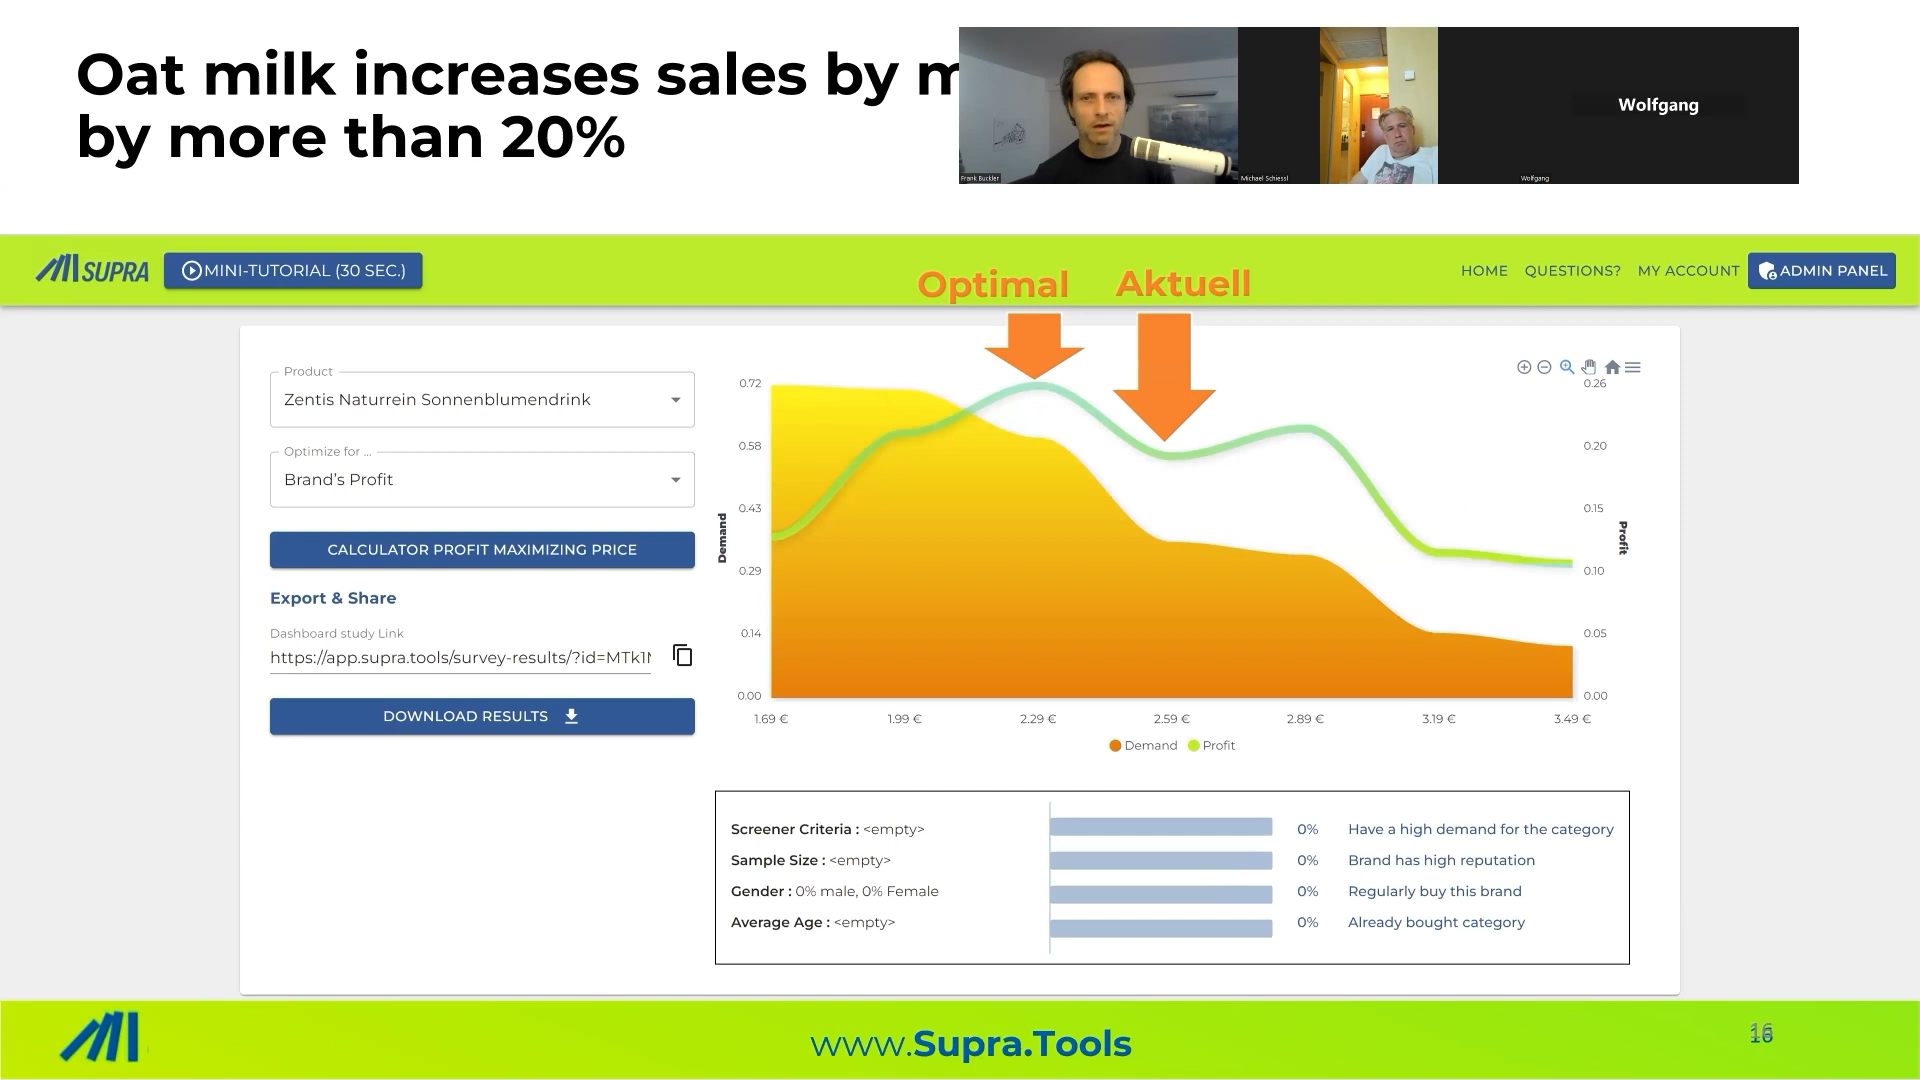 Oat milk increases sales by m
by more than 20%
Wolfgang
Frank Buckler
Michael Schiessl
Wolfgang
SUPRA
MINI-TUTORIAL (30 SEC.)
Optimal
Aktuell
HOME
QUESTIONS?
MY ACCOUNT
ADMIN PANEL
Product
Zentis Naturrein Sonnenblumendrink
Optimize for ...
Brand's Profit
CALCULATOR PROFIT MAXIMIZING PRICE
Export & Share
Dashboard study Link
https://app.supra.tools/survey-results/?id=MTk1
DOWNLOAD RESULTS
0.72
0.58
0.43
0.29
0.14
0.00
Demand
0.26
0.20
0.15
0.10
0.05
0.00
Profit
1.69 €
1.99 €
2.29 €
2.59 €
2.89 €
3.19 €
3.49 €
Demand
Profit
Screener Criteria : <empty>
Sample Size : <empty>
Gender : 0% male, 0% Female
Average Age : <empty>
0% Have a high demand for the category
0% Brand has high reputation
0% Regularly buy this brand
0% Already bought category
www.Supra.Tools
16